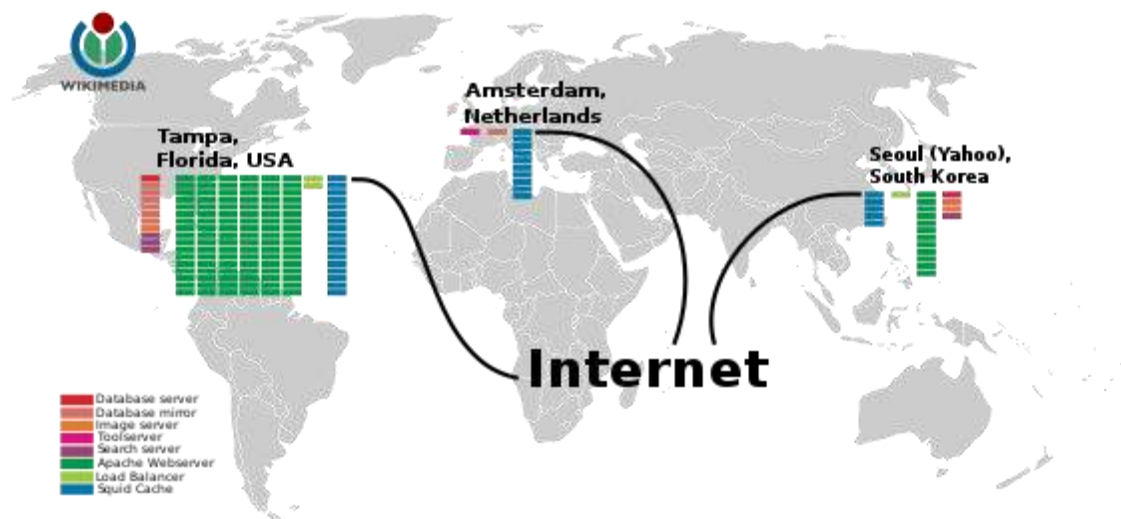 WIKIMEDIA
Tampa,
Florida, USA
Amsterdam,
Netherlands
Seoul (Yahoo),
South Korea
Internet
Database server
Database mirror
Image server
Toolserver
Search server
Apache Webserver
Load Balancer
Squid Cache